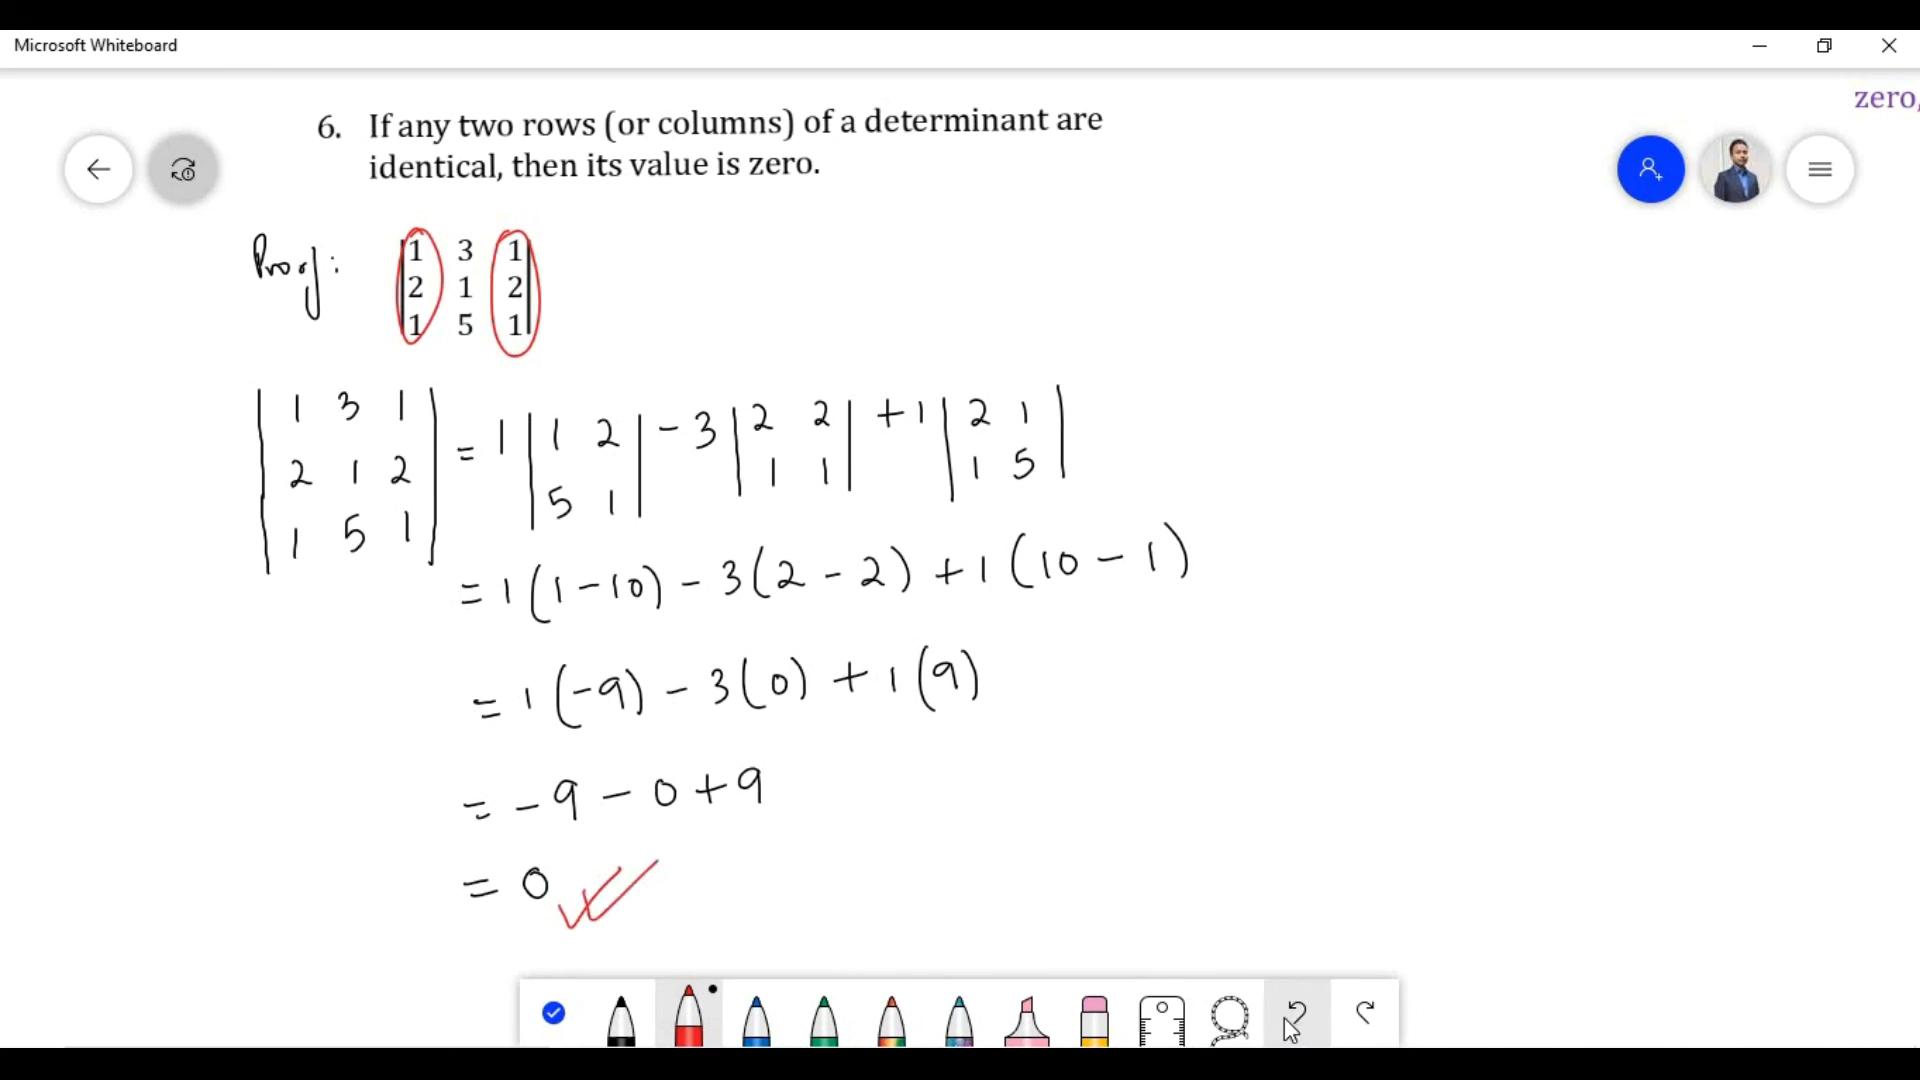 Microsoft Whiteboard
zero,
6. If any two rows (or columns) of a determinant are
identical, then its value is zero.
Proof:
|1 3 1|
|2 1 2|
|1 5 1|
|1 3 1| = 1 |1 2| - 3 |2 2| + 1 |2 1|
|2 1 2| |5 1| |1 1| |1 5|
|1 5 1|
= 1(1-10) - 3(2-2) + 1(10-1)
= 1(-9) - 3(0) + 1(9)
= -9 - 0 + 9
= 0